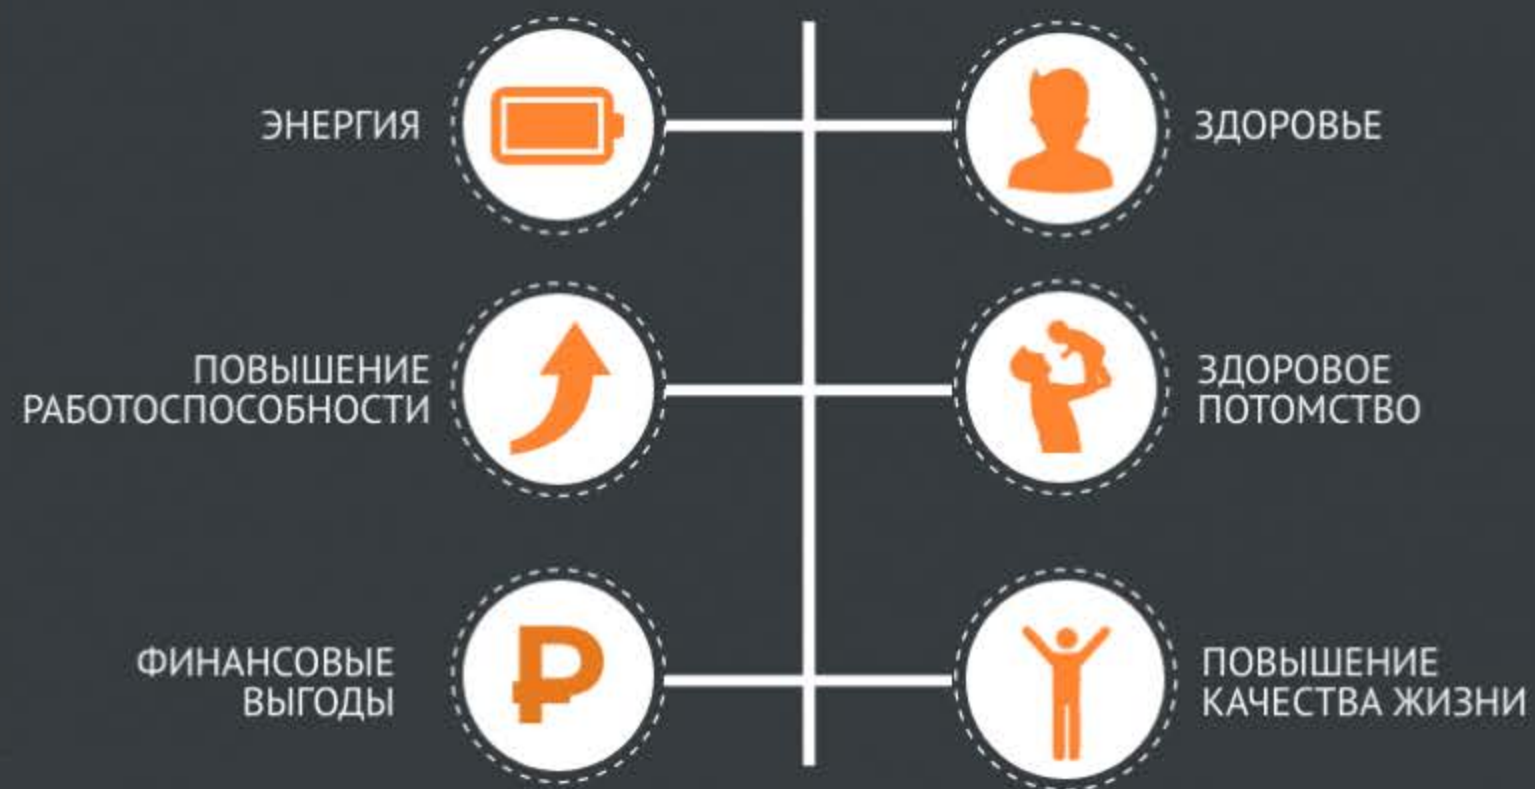 ЭНЕРГИЯ
ЗДОРОВЬЕ
ПОВЫШЕНИЕ
РАБОТОСПОСОБНОСТИ
ЗДОРОВОЕ
ПОТОМСТВО
ФИНАНСОВЫЕ
ВЫГОДЫ
ПОВЫШЕНИЕ
КАЧЕСТВА ЖИЗНИ